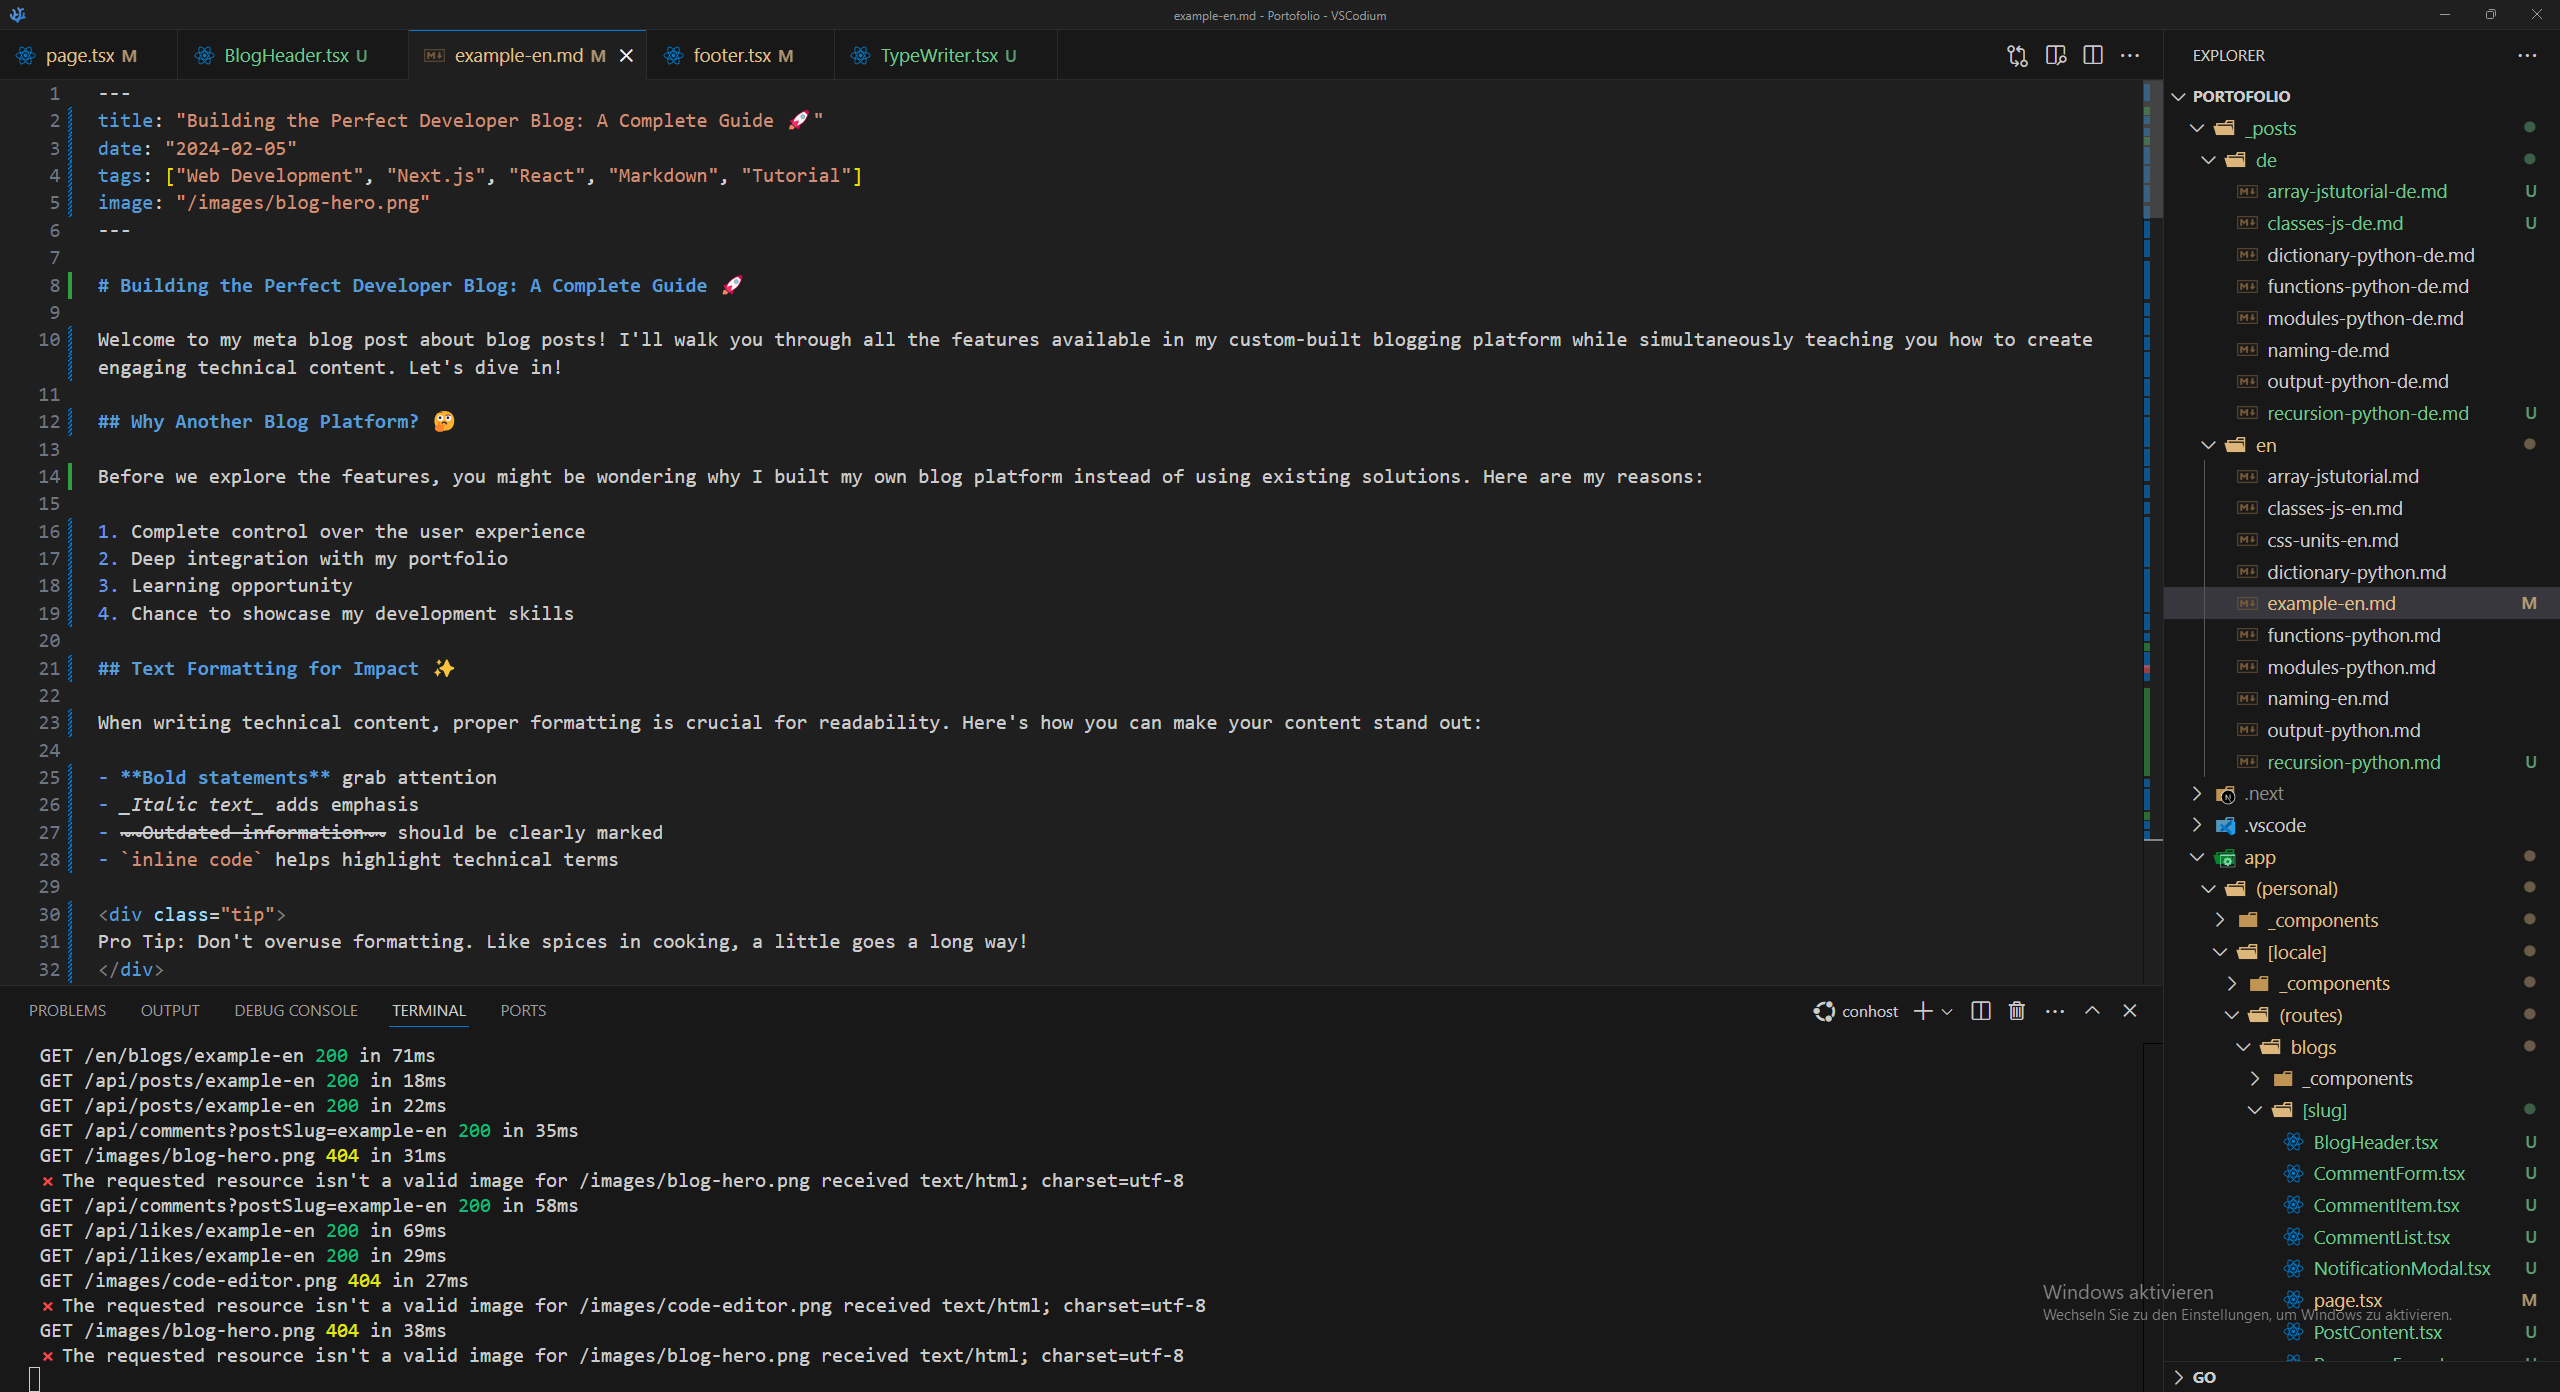 example-en.md - Portofolio - VSCodium
page.tsx M
BlogHeader.tsx U
example-en.md M
footer.tsx M
TypeWriter.tsx U
1 ---
2 title: "Building the Perfect Developer Blog: A Complete Guide 🚀"
3 date: "2024-02-05"
4 tags: ["Web Development", "Next.js", "React", "Markdown", "Tutorial"]
5 image: "/images/blog-hero.png"
6 ---
7
8 # Building the Perfect Developer Blog: A Complete Guide 🚀
9
10 Welcome to my meta blog post about blog posts! I'll walk you through all the features available in my custom-built blogging platform while simultaneously teaching you how to create
engaging technical content. Let's dive in!
11
12 ## Why Another Blog Platform? 🤔
13
14 Before we explore the features, you might be wondering why I built my own blog platform instead of using existing solutions. Here are my reasons:
15
16 1. Complete control over the user experience
17 2. Deep integration with my portfolio
18 3. Learning opportunity
19 4. Chance to showcase my development skills
20
21 ## Text Formatting for Impact ✨
22
23 When writing technical content, proper formatting is crucial for readability. Here's how you can make your content stand out:
24
25 - **Bold statements** grab attention
26 - _Italic text_ adds emphasis
27 - ~~Outdated information~~ should be clearly marked
28 - `inline code` helps highlight technical terms
29
30 <div class="tip">
31 Pro Tip: Don't overuse formatting. Like spices in cooking, a little goes a long way!
32 </div>
PROBLEMS
OUTPUT
DEBUG CONSOLE
TERMINAL
PORTS
conhost
GET /en/blogs/example-en 200 in 71ms
GET /api/posts/example-en 200 in 18ms
GET /api/posts/example-en 200 in 22ms
GET /api/comments?postSlug=example-en 200 in 35ms
GET /images/blog-hero.png 404 in 31ms
⨯ The requested resource isn't a valid image for /images/blog-hero.png received text/html; charset=utf-8
GET /api/comments?postSlug=example-en 200 in 58ms
GET /api/likes/example-en 200 in 69ms
GET /api/likes/example-en 200 in 29ms
GET /images/code-editor.png 404 in 27ms
⨯ The requested resource isn't a valid image for /images/code-editor.png received text/html; charset=utf-8
GET /images/blog-hero.png 404 in 38ms
⨯ The requested resource isn't a valid image for /images/blog-hero.png received text/html; charset=utf-8
EXPLORER
PORTOFOLIO
_posts
de
array-jstutorial-de.md U
classes-js-de.md U
dictionary-python-de.md
functions-python-de.md
modules-python-de.md
naming-de.md
output-python-de.md
recursion-python-de.md U
en
array-jstutorial.md
classes-js-en.md
css-units-en.md
dictionary-python.md
example-en.md M
functions-python.md
modules-python.md
naming-en.md
output-python.md
recursion-python.md U
.next
.vscode
app
(personal)
_components
[locale]
_components
(routes)
blogs
_components
[slug]
BlogHeader.tsx U
CommentForm.tsx U
CommentItem.tsx U
CommentList.tsx U
NotificationModal.tsx U
page.tsx M
PostContent.tsx U
GO
Windows aktivieren
Wechseln Sie zu den Einstellungen, um Windows zu aktivieren.